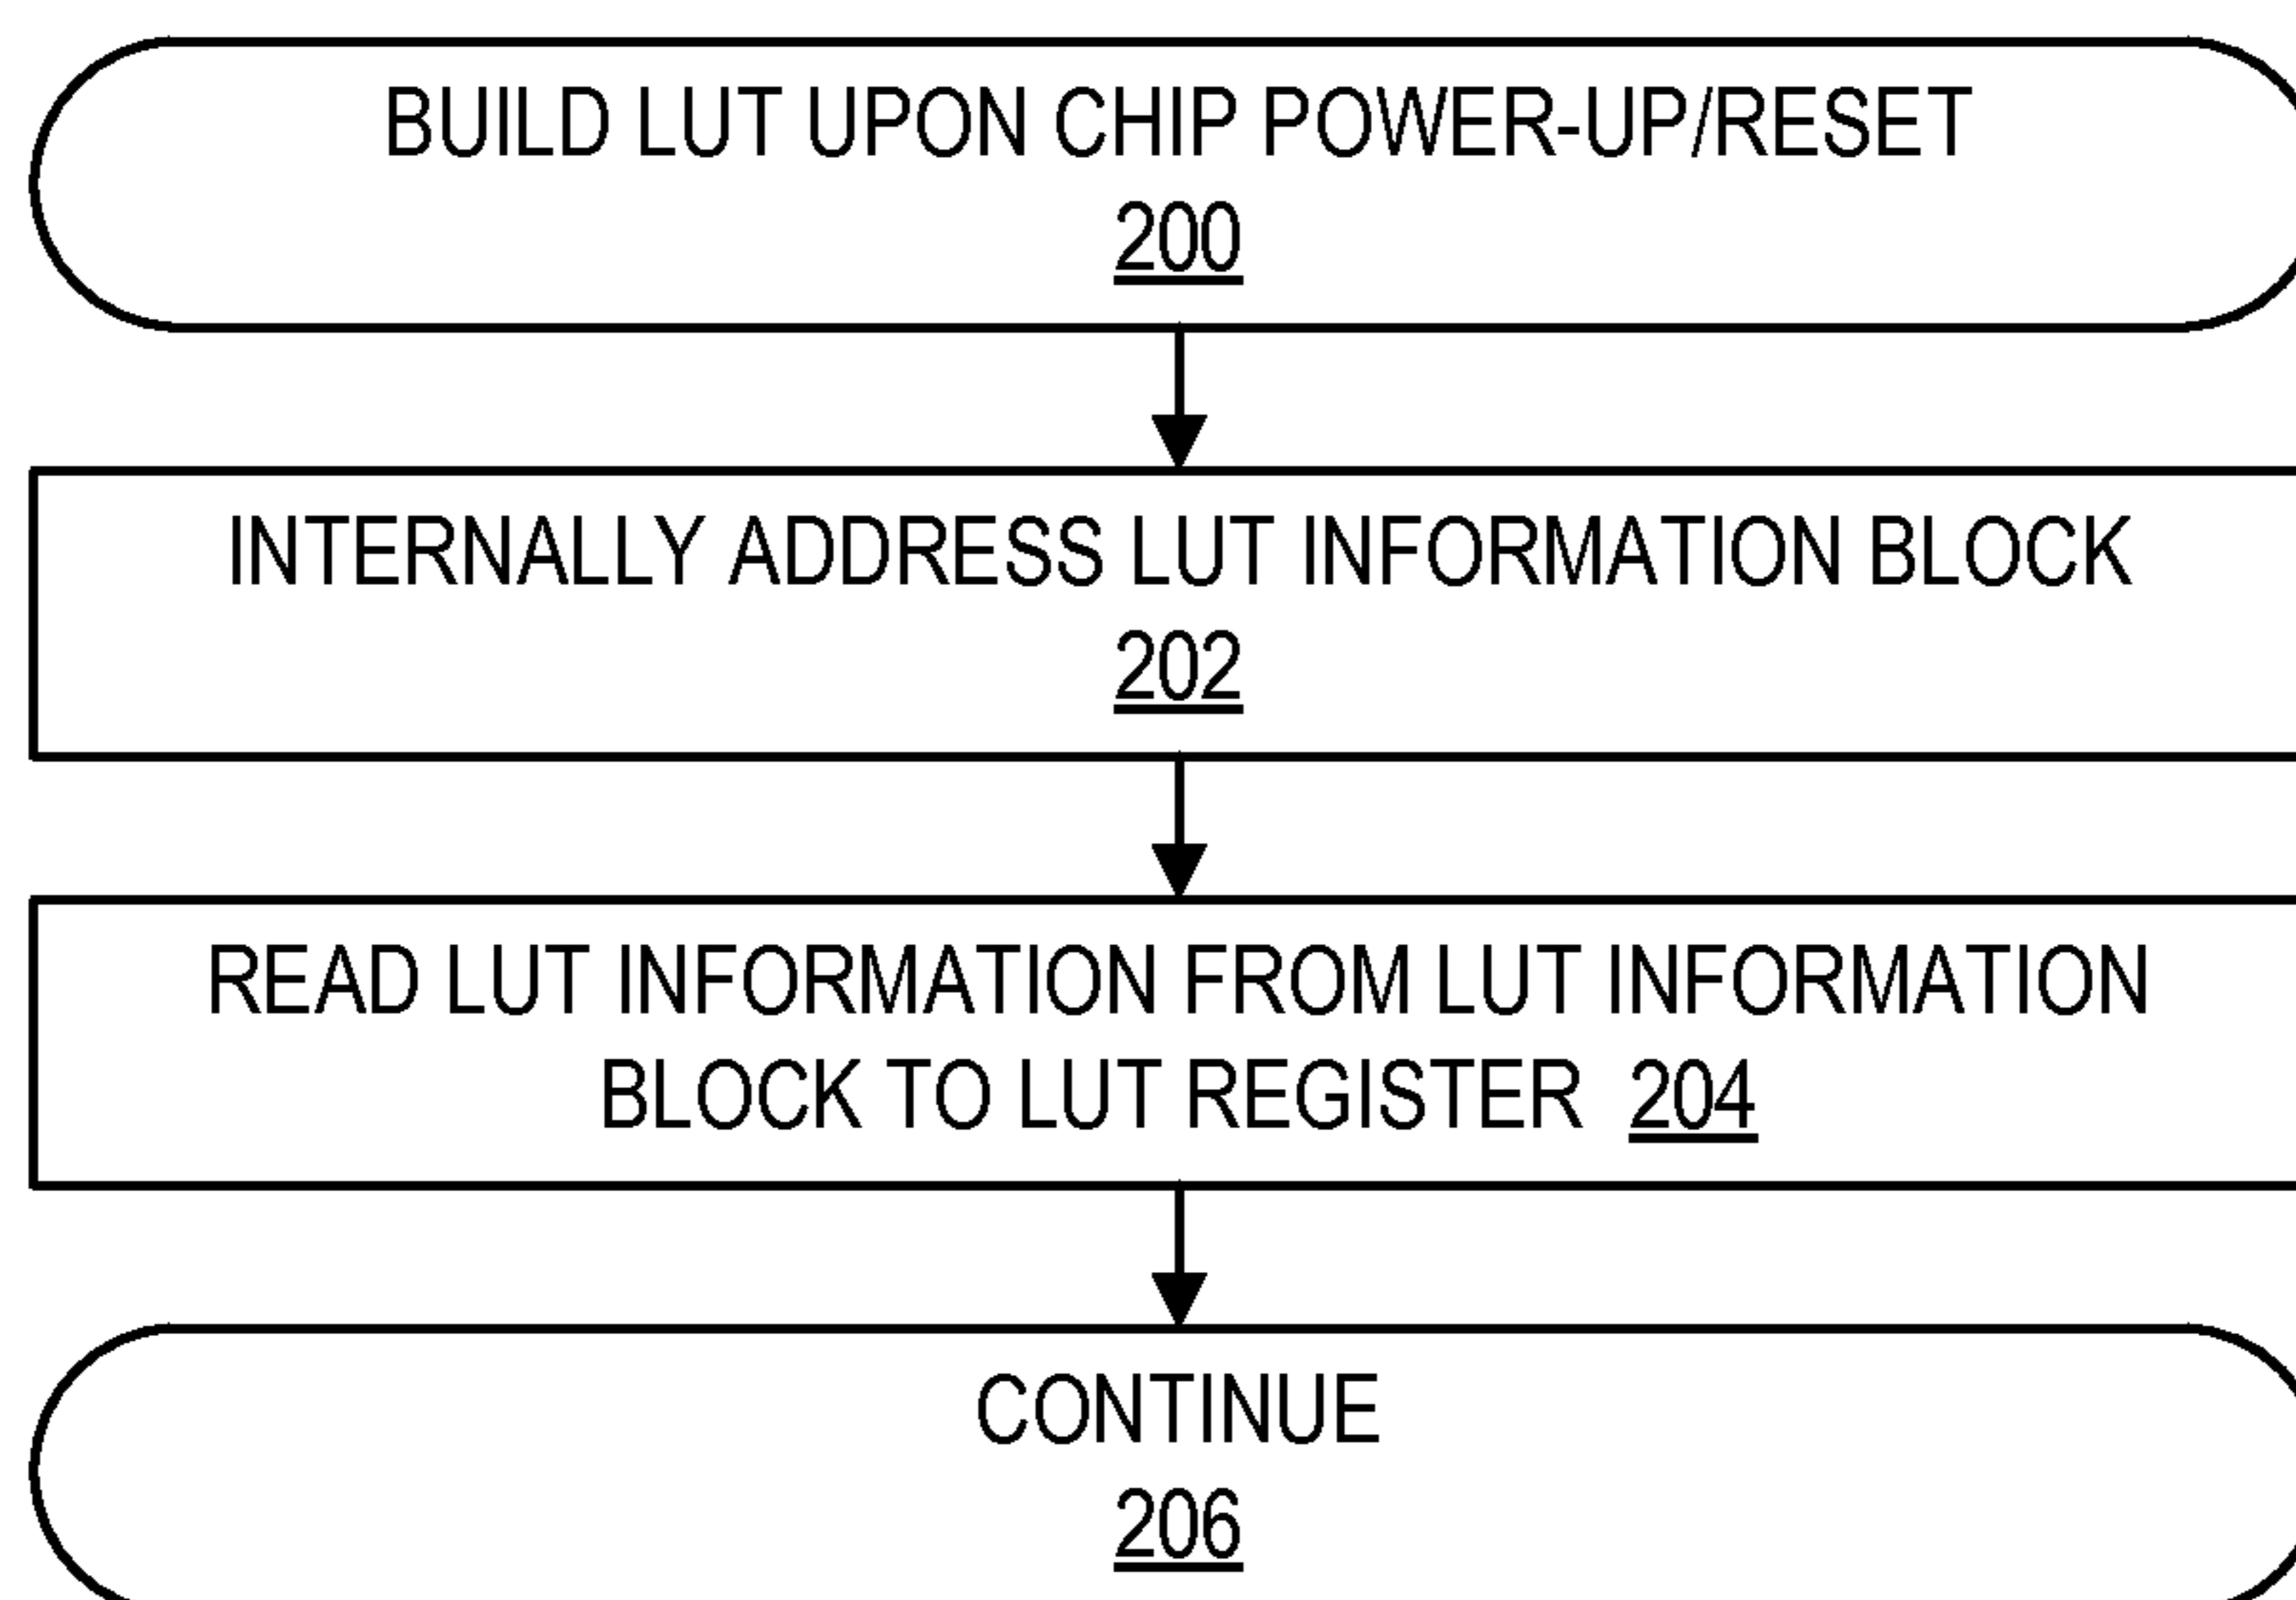 BUILD LUT UPON CHIP POWER-UP/RESET
200
INTERNALLY ADDRESS LUT INFORMATION BLOCK
202
READ LUT INFORMATION FROM LUT INFORMATION
BLOCK TO LUT REGISTER 204
CONTINUE
206